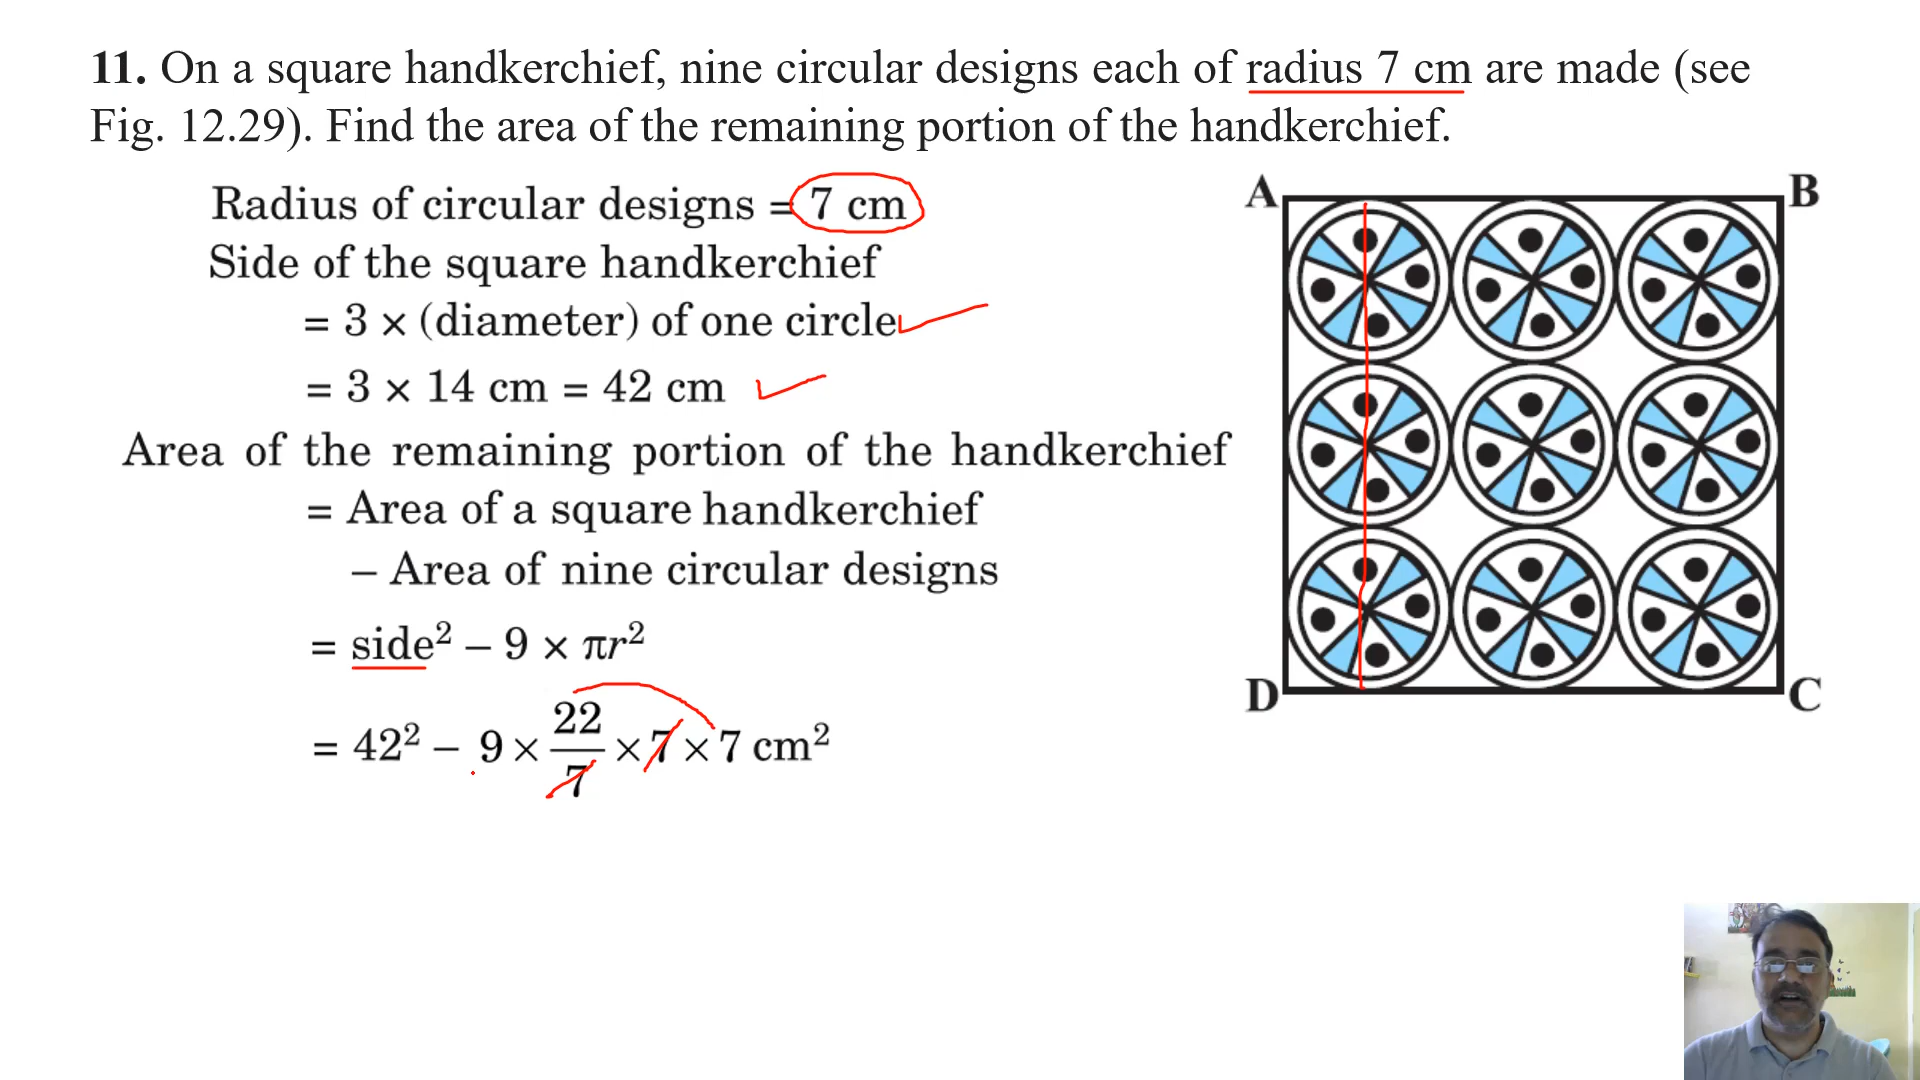 11. On a square handkerchief, nine circular designs each of radius 7 cm are made (see
Fig. 12.29). Find the area of the remaining portion of the handkerchief.
Radius of circular designs = 7 cm
Side of the square handkerchief
= 3 × (diameter) of one circle
= 3 × 14 cm = 42 cm
Area of the remaining portion of the handkerchief
= Area of a square handkerchief
– Area of nine circular designs
= side² – 9 × πr²
= 42² – 9 × 22/7 × 7 × 7 cm²
A B
D C